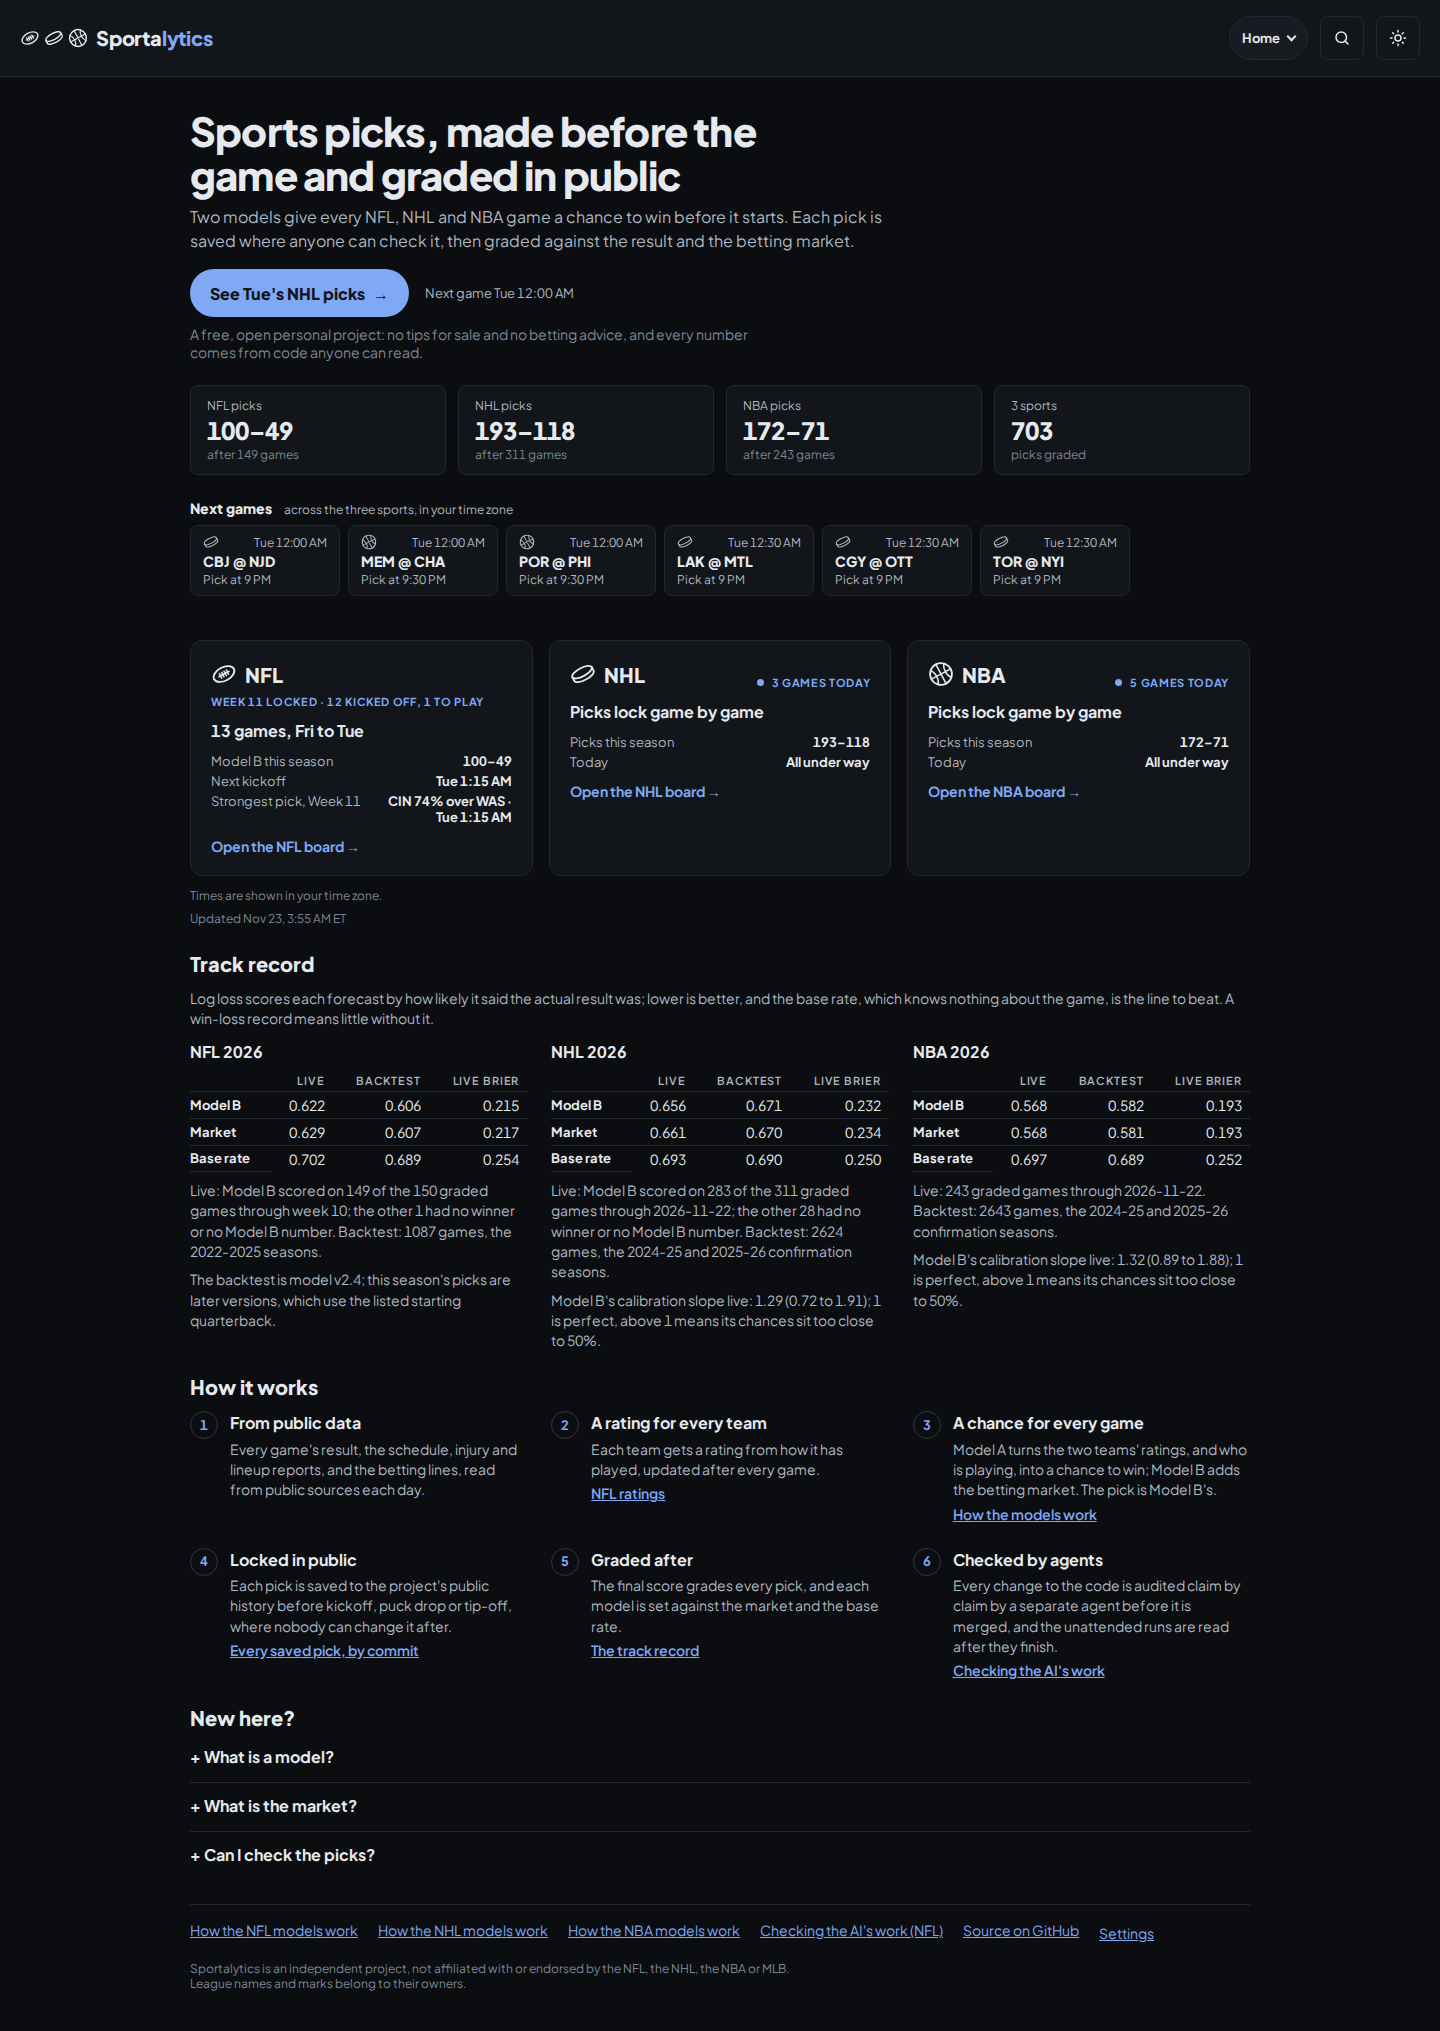 Sportalytics
Home
Sports picks, made before the
game and graded in public
Two models give every NFL, NHL and NBA game a chance to win before it starts. Each pick is
saved where anyone can check it, then graded against the result and the betting market.
See Tue's NHL picks →
Next game Tue 12:00 AM
A free, open personal project: no tips for sale and no betting advice, and every number
comes from code anyone can read.
NFL picks
100–49
after 149 games
NHL picks
193–118
after 311 games
NBA picks
172–71
after 243 games
3 sports
703
picks graded
Next games across the three sports, in your time zone
Tue 12:00 AM
CBJ @ NJD
Pick at 9 PM
Tue 12:00 AM
MEM @ CHA
Pick at 9:30 PM
Tue 12:00 AM
POR @ PHI
Pick at 9:30 PM
Tue 12:30 AM
LAK @ MTL
Pick at 9 PM
Tue 12:30 AM
CGY @ OTT
Pick at 9 PM
Tue 12:30 AM
TOR @ NYI
Pick at 9 PM
NFL
WEEK 11 LOCKED · 12 KICKED OFF, 1 TO PLAY
13 games, Fri to Tue
Model B this season 100–49
Next kickoff Tue 1:15 AM
Strongest pick, Week 11 CIN 74% over WAS ·
Tue 1:15 AM
Open the NFL board →
NHL
3 GAMES TODAY
Picks lock game by game
Picks this season 193–118
Today All under way
Open the NHL board →
NBA
5 GAMES TODAY
Picks lock game by game
Picks this season 172–71
Today All under way
Open the NBA board →
Times are shown in your time zone.
Updated Nov 23, 3:55 AM ET
Track record
Log loss scores each forecast by how likely it said the actual result was; lower is better, and the base rate, which knows nothing about the game, is the line to beat. A
win-loss record means little without it.
NFL 2026
LIVE BACKTEST LIVE BRIER
Model B 0.622 0.606 0.215
Market 0.629 0.607 0.217
Base rate 0.702 0.689 0.254
Live: Model B scored on 149 of the 150 graded
games through week 10; the other 1 had no winner
or no Model B number. Backtest: 1087 games, the
2022-2025 seasons.
The backtest is model v2.4; this season's picks are
later versions, which use the listed starting
quarterback.
NHL 2026
LIVE BACKTEST LIVE BRIER
Model B 0.656 0.671 0.232
Market 0.661 0.670 0.234
Base rate 0.693 0.690 0.250
Live: Model B scored on 283 of the 311 graded
games through 2026-11-22; the other 28 had no
winner or no Model B number. Backtest: 2624
games, the 2024-25 and 2025-26 confirmation
seasons.
Model B's calibration slope live: 1.29 (0.72 to 1.91); 1
is perfect, above 1 means its chances sit too close
to 50%.
NBA 2026
LIVE BACKTEST LIVE BRIER
Model B 0.568 0.582 0.193
Market 0.568 0.581 0.193
Base rate 0.697 0.689 0.252
Live: 243 graded games through 2026-11-22.
Backtest: 2643 games, the 2024-25 and 2025-26
confirmation seasons.
Model B's calibration slope live: 1.32 (0.89 to 1.88); 1
is perfect, above 1 means its chances sit too close
to 50%.
How it works
1
From public data
Every game's result, the schedule, injury and
lineup reports, and the betting lines, read
from public sources each day.
2
A rating for every team
Each team gets a rating from how it has
played, updated after every game.
NFL ratings
3
A chance for every game
Model A turns the two teams' ratings, and who
is playing, into a chance to win; Model B adds
the betting market. The pick is Model B's.
How the models work
4
Locked in public
Each pick is saved to the project's public
history before kickoff, puck drop or tip-off,
where nobody can change it after.
Every saved pick, by commit
5
Graded after
The final score grades every pick, and each
model is set against the market and the base
rate.
The track record
6
Checked by agents
Every change to the code is audited claim by
claim by a separate agent before it is
merged, and the unattended runs are read
after they finish.
Checking the AI's work
New here?
+ What is a model?
+ What is the market?
+ Can I check the picks?
How the NFL models work How the NHL models work How the NBA models work Checking the AI's work (NFL) Source on GitHub Settings
Sportalytics is an independent project, not affiliated with or endorsed by the NFL, the NHL, the NBA or MLB.
League names and marks belong to their owners.